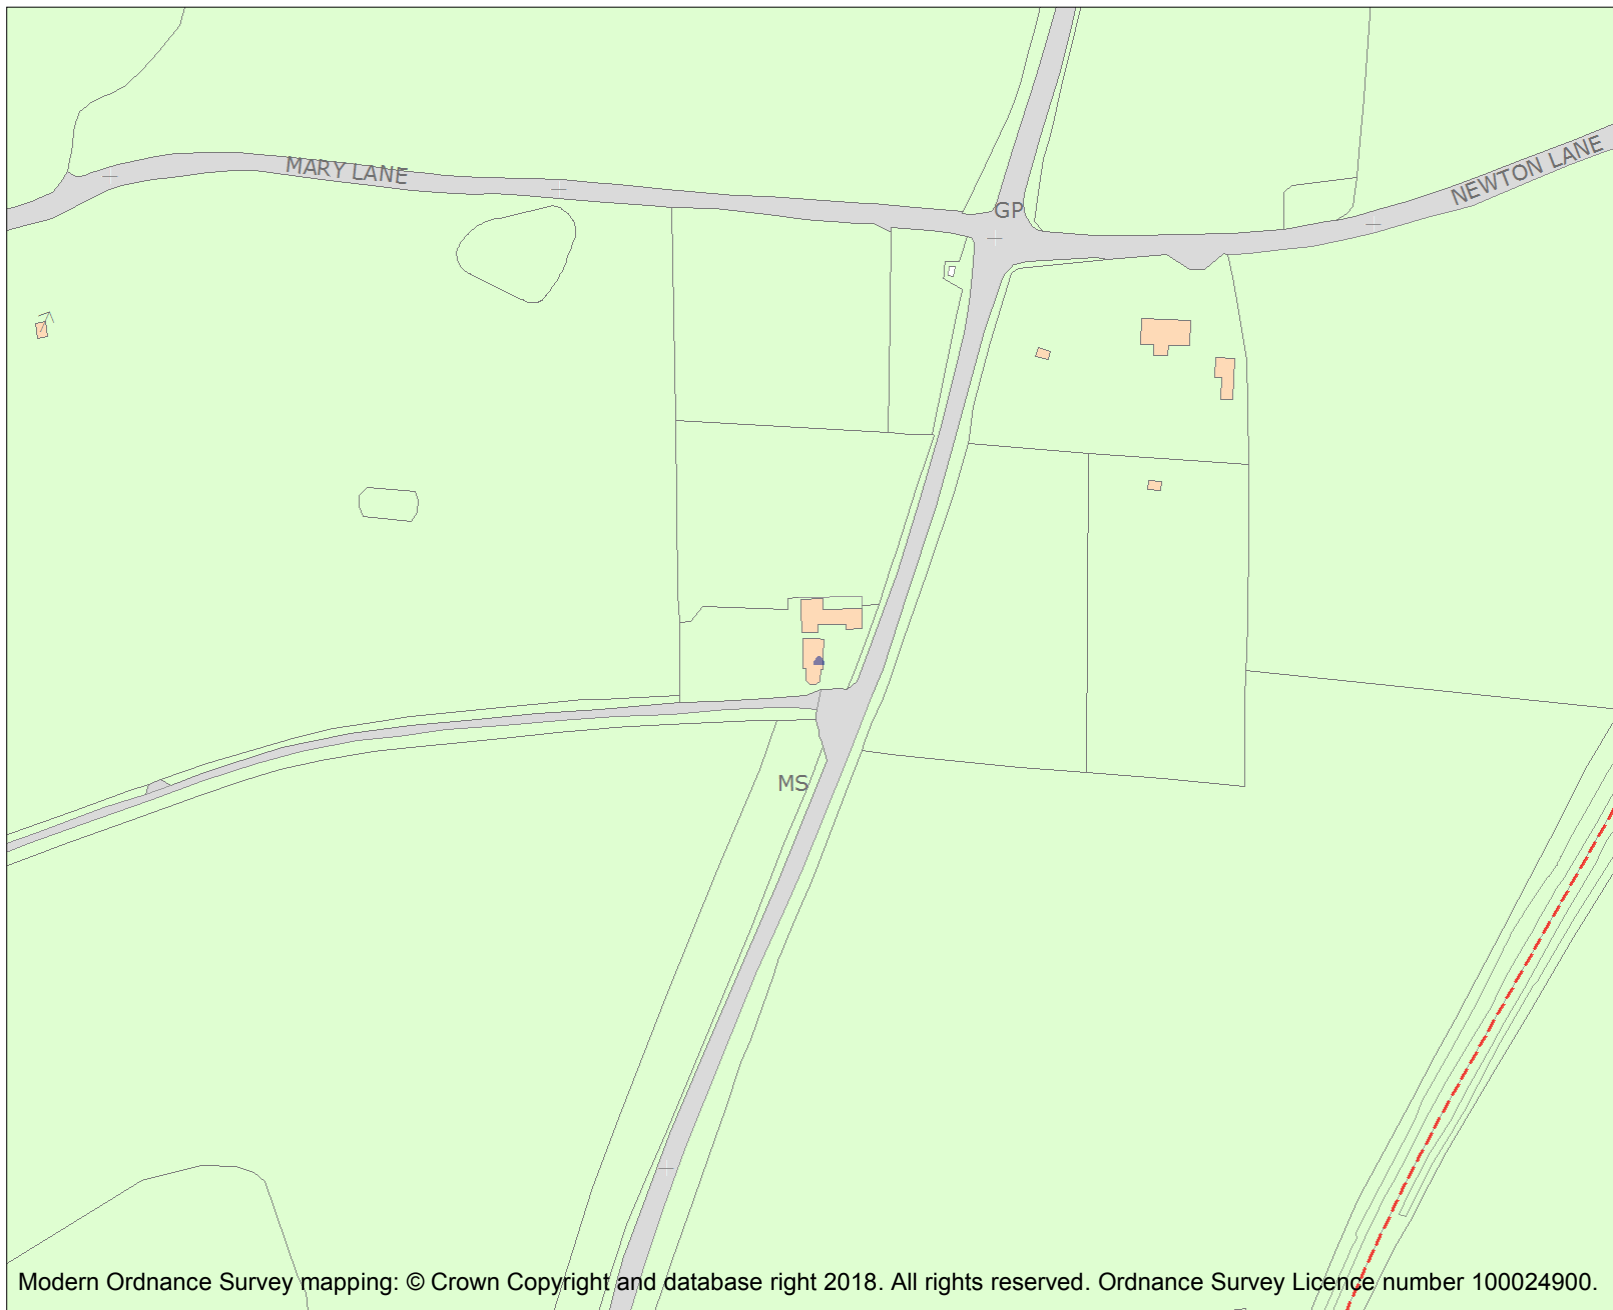 MARY LANE
NEWTON LANE
GP
MS
Modern Ordnance Survey mapping: © Crown Copyright and database right 2018. All rights reserved. Ordnance Survey Licence number 100024900.